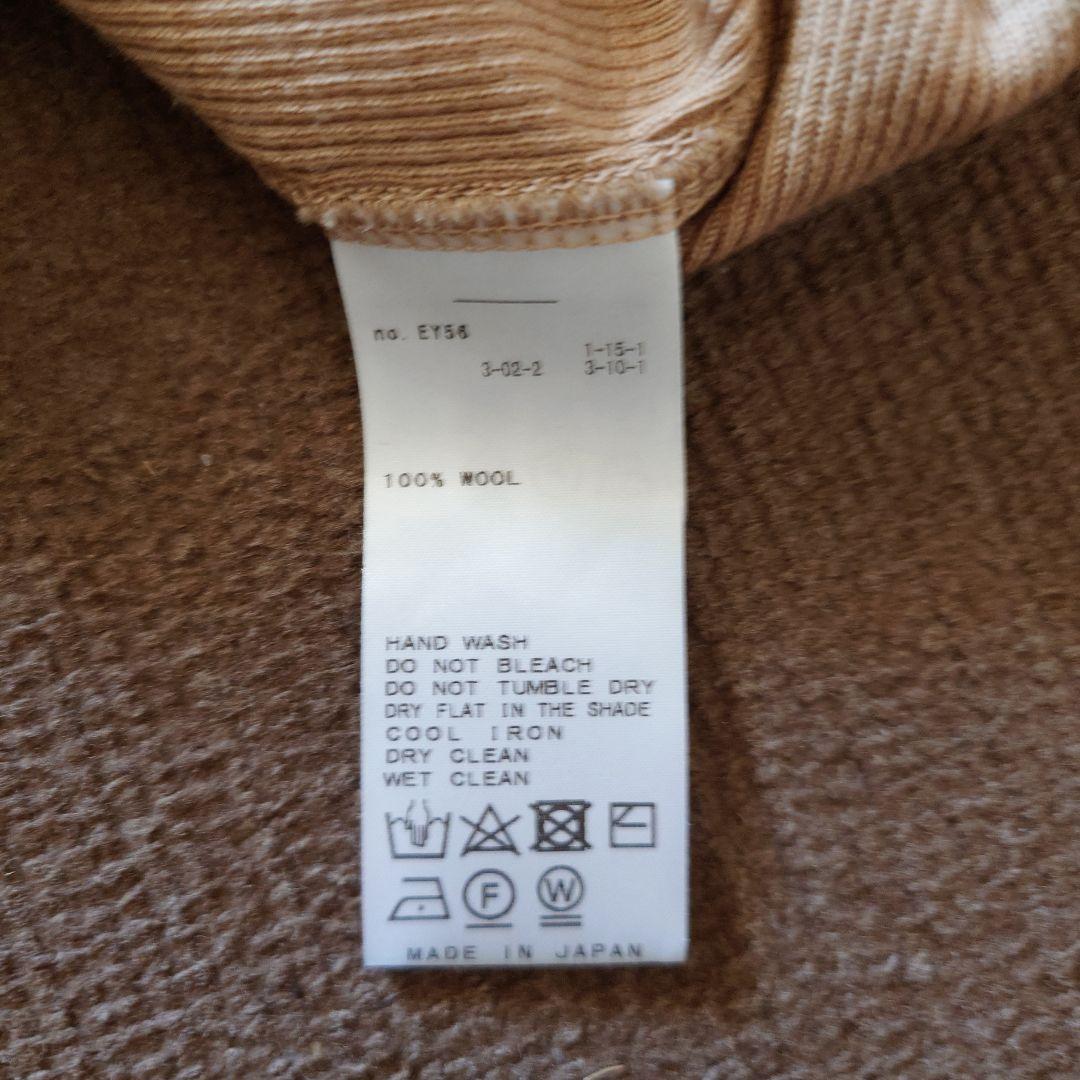 no. EY56
1-15-1
3-02-2 3-10-1
100% WOOL
HAND WASH
DO NOT BLEACH
DO NOT TUMBLE DRY
DRY FLAT IN THE SHADE
COOL IRON
DRY CLEAN
WET CLEAN
F W
MADE IN JAPAN